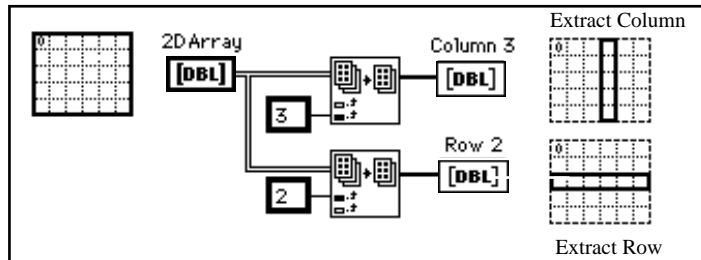 Extract Column
0
2D Array
[DBL]
Column 3
[DBL]
0
3
Row 2
[DBL]
0
2
Extract Row